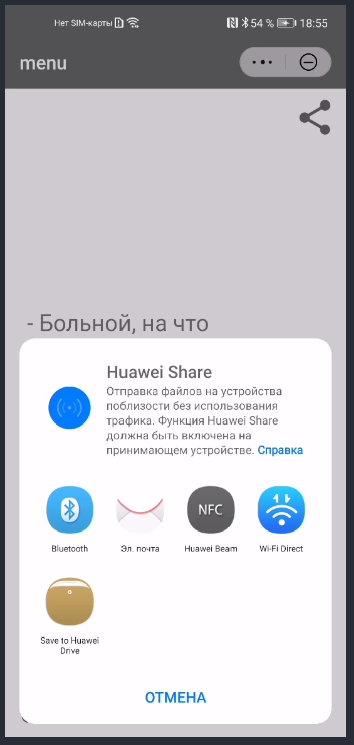 Нет SIM-карты 54 % 18:55
menu
- Больной, на что
Huawei Share
Отправка файлов на устройства
поблизости без использования
трафика. Функция Huawei Share
должна быть включена на
принимающем устройстве. Справка
NFC
Bluetooth Эл. почта Huawei Beam Wi-Fi Direct
Save to Huawei
Drive
ОТМЕНА